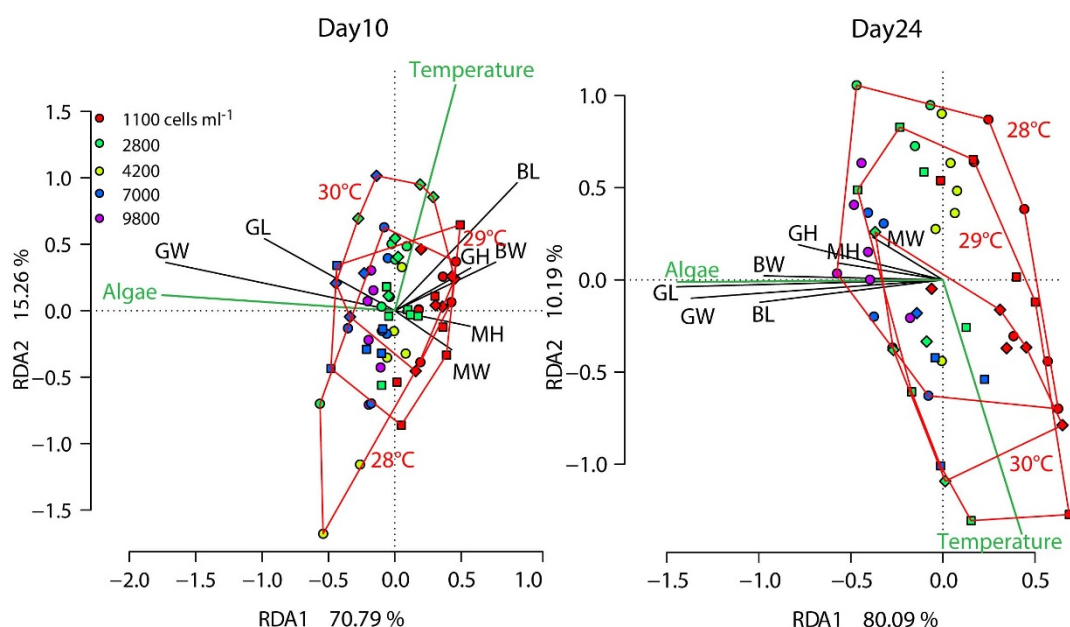 Day10
Temperature
1.5
1100 cells ml⁻¹
2800
4200
7000
9800
1.0
30°C
BL
0.5
GL
29°C
GW
GH
BW
Algae
0.0
MH
MW
−0.5
−1.0
28°C
−1.5
RDA2 15.26 %
−2.0 −1.5 −1.0 −0.5 0.0 0.5 1.0
RDA1 70.79 %
Day24
1.0
28°C
0.5
29°C
GH
MH
MW
Algae
BW
0.0
GL
GW
BL
−0.5
−1.0
30°C
Temperature
RDA2 10.19 %
−1.5 −1.0 −0.5 0.0 0.5
RDA1 80.09 %